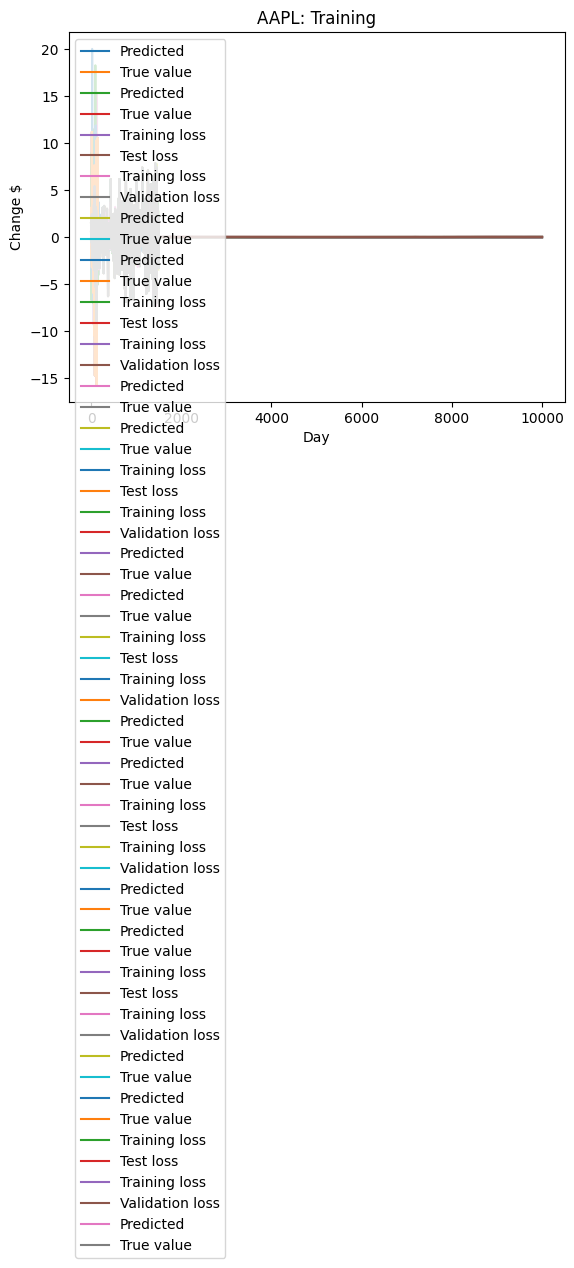 AAPL: Training
Change $
20
15
10
5
0
−5
−10
−15
0
2000
4000
6000
8000
10000
Day
Predicted
True value
Predicted
True value
Training loss
Test loss
Training loss
Validation loss
Predicted
True value
Predicted
True value
Training loss
Test loss
Training loss
Validation loss
Predicted
True value
Predicted
True value
Training loss
Test loss
Training loss
Validation loss
Predicted
True value
Predicted
True value
Training loss
Test loss
Training loss
Validation loss
Predicted
True value
Predicted
True value
Training loss
Test loss
Training loss
Validation loss
Predicted
True value
Predicted
True value
Training loss
Test loss
Training loss
Validation loss
Predicted
True value
Predicted
True value
Training loss
Test loss
Training loss
Validation loss
Predicted
True value